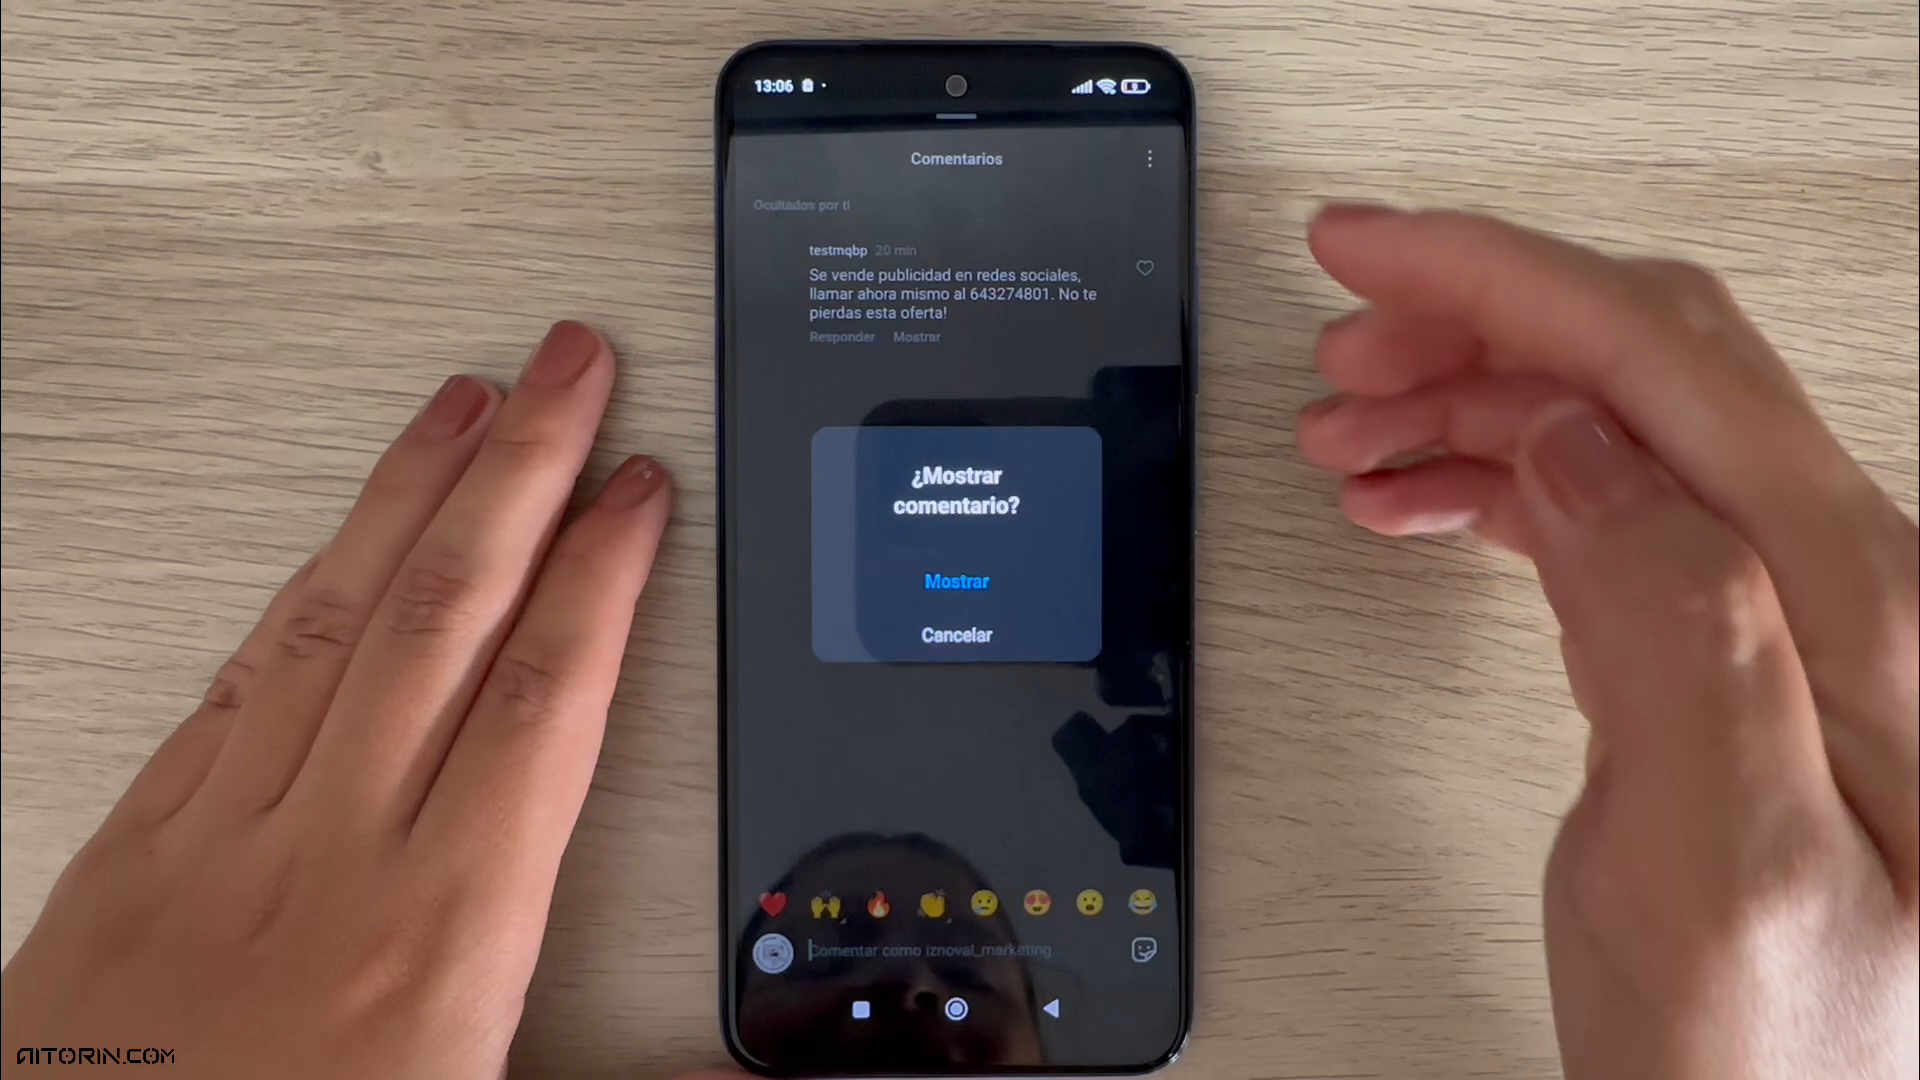 13:06
Comentarios
Ocultados por ti
testmqbp 20 min
Se vende publicidad en redes sociales,
llamar ahora mismo al 643274801. No te
pierdas esta oferta!
Responder Mostrar
¿Mostrar
comentario?
Mostrar
Cancelar
Comentar como iznoval_marketing...
AITORIN.COM